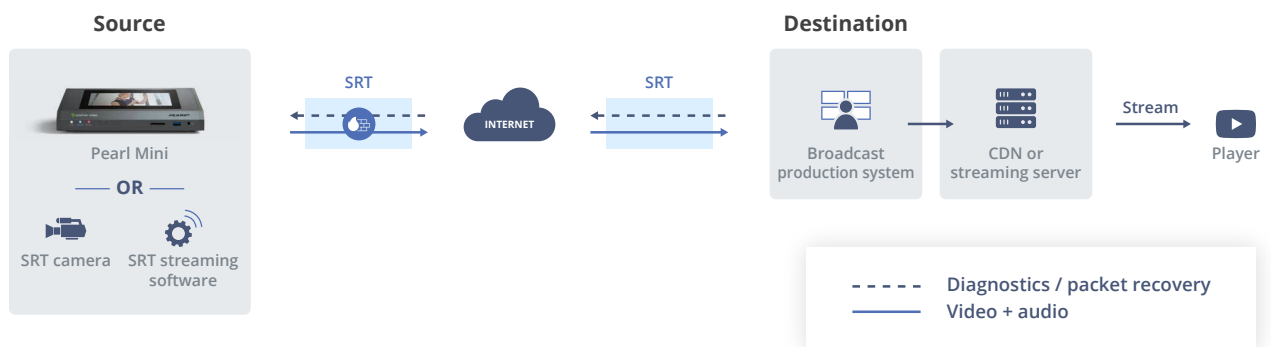 Source
Destination
SRT
SRT
Pearl Mini
OR
SRT camera
SRT streaming
software
INTERNET
Broadcast
production system
CDN or
streaming server
Stream
Player
Diagnostics / packet recovery
Video + audio